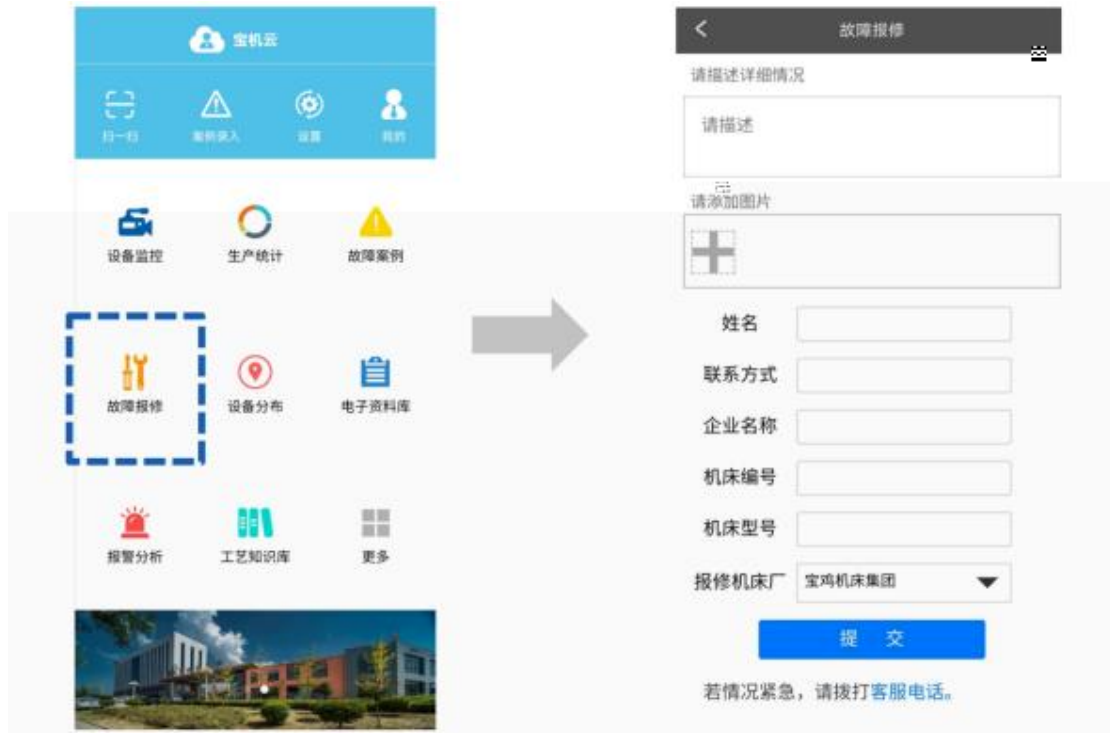 宝机云
扫一扫 案例录入 设置 我的
设备监控 生产统计 故障案例
故障报修 设备分布 电子资料库
报警分析 工艺知识库 更多
故障报修
请描述详细情况
请描述
请添加图片
姓名
联系方式
企业名称
机床编号
机床型号
报修机床厂 宝鸡机床集团
提 交
若情况紧急，请拨打客服电话。